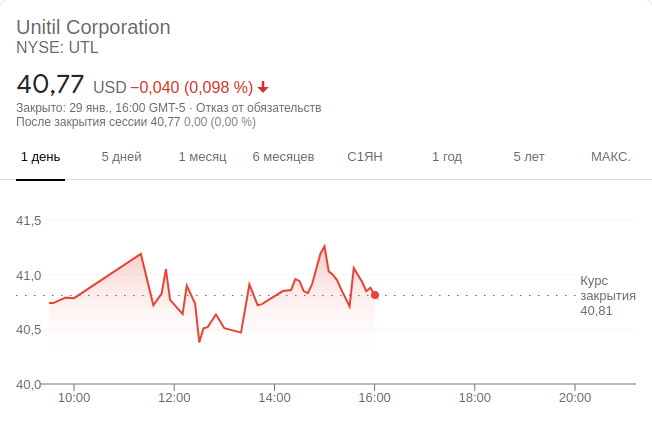 Unitil Corporation
NYSE: UTL
40,77 USD −0,040 (0,098 %)
Закрыто: 29 янв., 16:00 GMT-5 · Отказ от обязательств
После закрытия сессии 40,77 0,00 (0,00 %)
1 день 5 дней 1 месяц 6 месяцев С1ЯН 1 год 5 лет МАКС.
41,5
41,0
Курс
закрытия
40,81
40,5
40,0
10:00 12:00 14:00 16:00 18:00 20:00